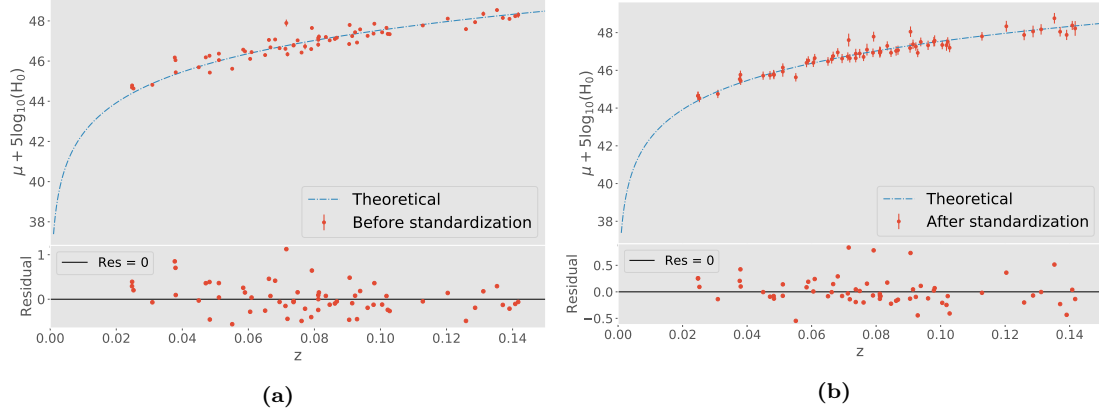 48
46
44
42
40
38
μ + 5log₁₀(H₀)
Theoretical
Before standardization
1
0
Residual
Res = 0
0.00 0.02 0.04 0.06 0.08 0.10 0.12 0.14
z
(a)
48
46
44
42
40
38
μ + 5log₁₀(H₀)
Theoretical
After standardization
0.5
0.0
−0.5
Residual
Res = 0
0.00 0.02 0.04 0.06 0.08 0.10 0.12 0.14
z
(b)